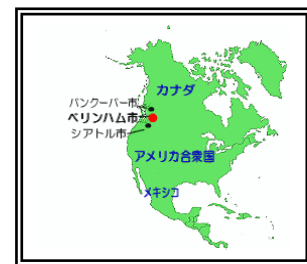 カナダ
バンクーバー市
ベリンハム市
シアトル市
アメリカ合衆国
メキシコ